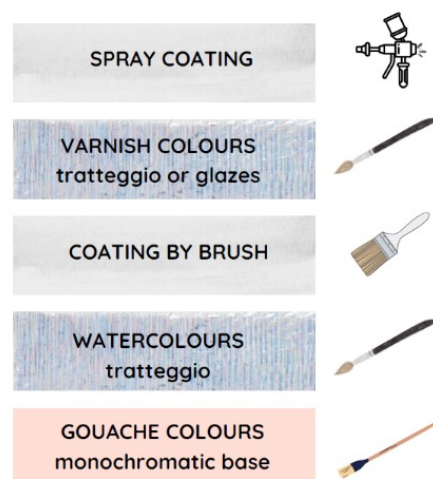 SPRAY COATING
VARNISH COLOURS
tratteggio or glazes
COATING BY BRUSH
WATERCOLOURS
tratteggio
GOUACHE COLOURS
monochromatic base